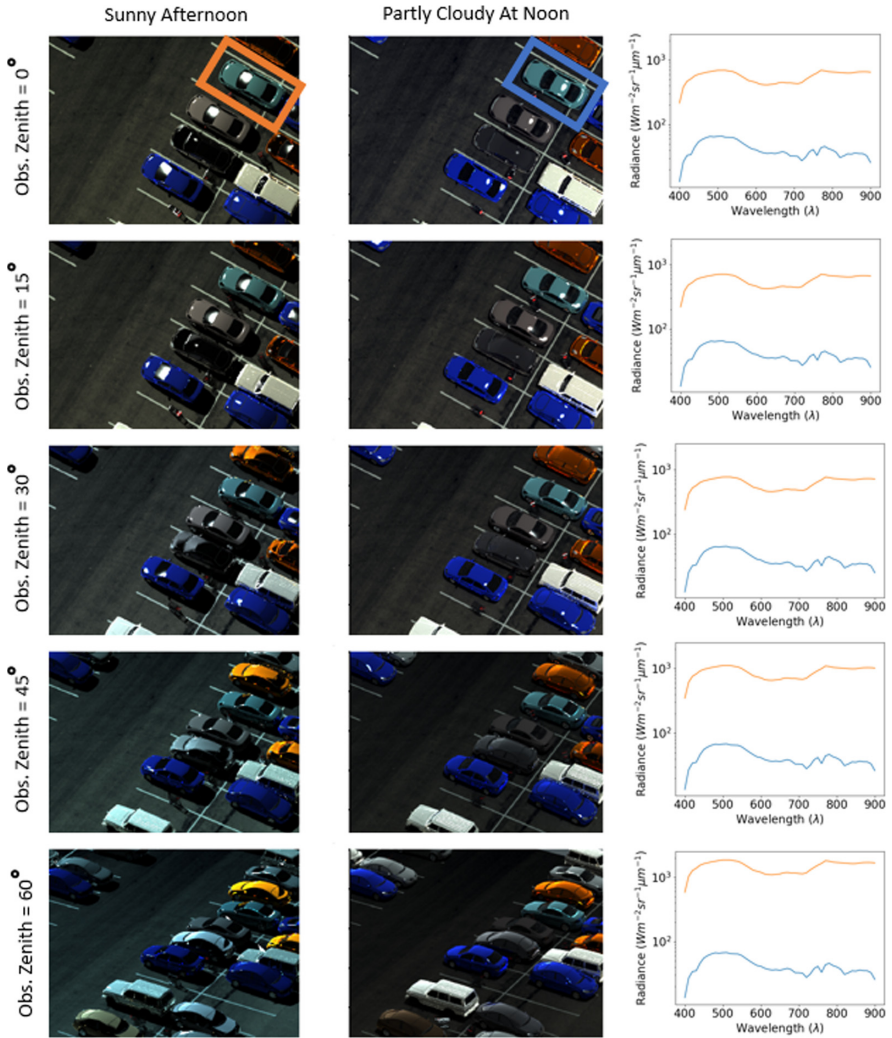 Sunny Afternoon
Partly Cloudy At Noon
Obs. Zenith = 0°
Radiance (Wm⁻²sr⁻¹μm⁻¹)
10³
10²
400 500 600 700 800 900
Wavelength (λ)
Obs. Zenith = 15°
Radiance (Wm⁻²sr⁻¹μm⁻¹)
10³
10²
400 500 600 700 800 900
Wavelength (λ)
Obs. Zenith = 30°
Radiance (Wm⁻²sr⁻¹μm⁻¹)
10³
10²
400 500 600 700 800 900
Wavelength (λ)
Obs. Zenith = 45°
Radiance (Wm⁻²sr⁻¹μm⁻¹)
10³
10²
400 500 600 700 800 900
Wavelength (λ)
Obs. Zenith = 60°
Radiance (Wm⁻²sr⁻¹μm⁻¹)
10³
10²
400 500 600 700 800 900
Wavelength (λ)